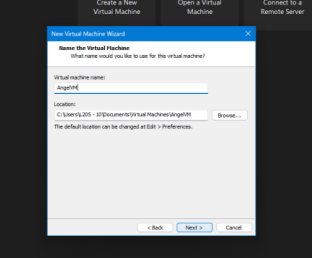 Create a New
Virtual Machine
Open a Virtual
Machine
Connect to a
Remote Server
New Virtual Machine Wizard
Name the Virtual Machine
What name would you like to use for this virtual machine?
Virtual machine name:
AngelVM
Location:
C:\Users\L205 - 10\Documents\Virtual Machines\AngelVM
Browse...
The default location can be changed at Edit > Preferences.
< Back
Next >
Cancel